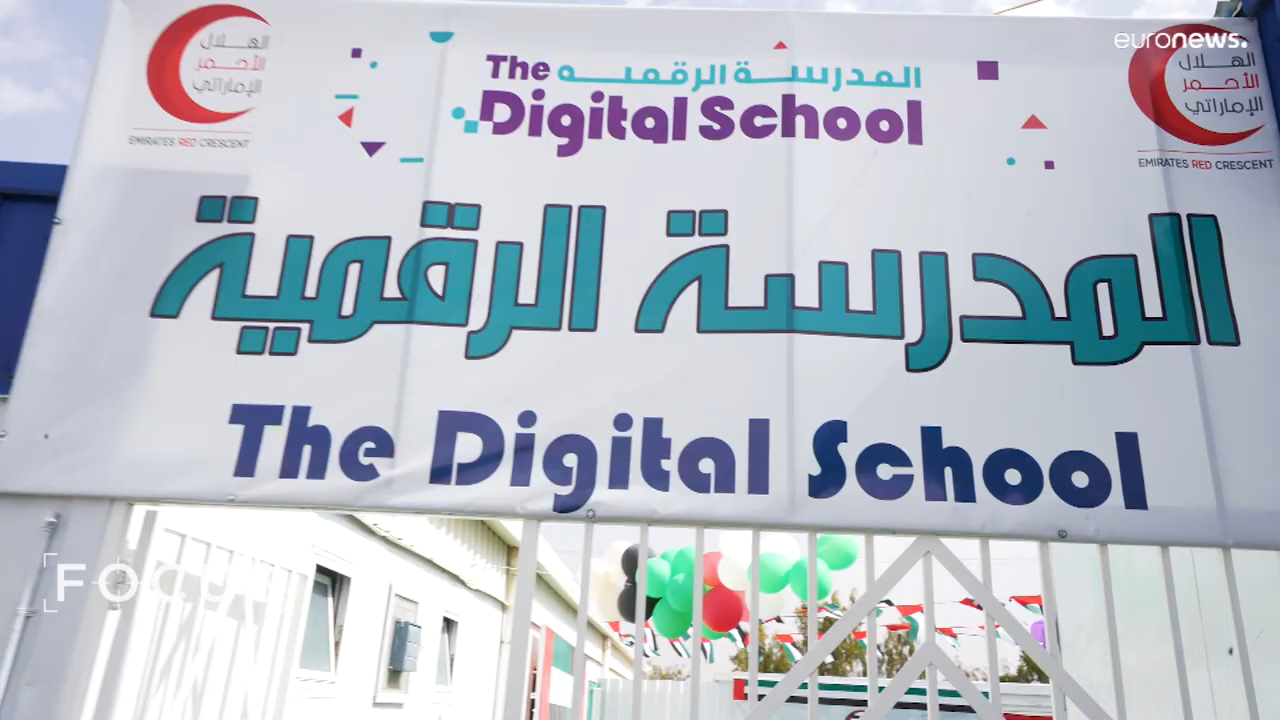 euronews.
الهلال
الأحمر
الإماراتي
EMIRATES RED CRESCENT
The المدرسة الرقمية
Digital School
الهلال
الأحمر
الإماراتي
EMIRATES RED CRESCENT
المدرسة الرقمية
The Digital School
FOCUS